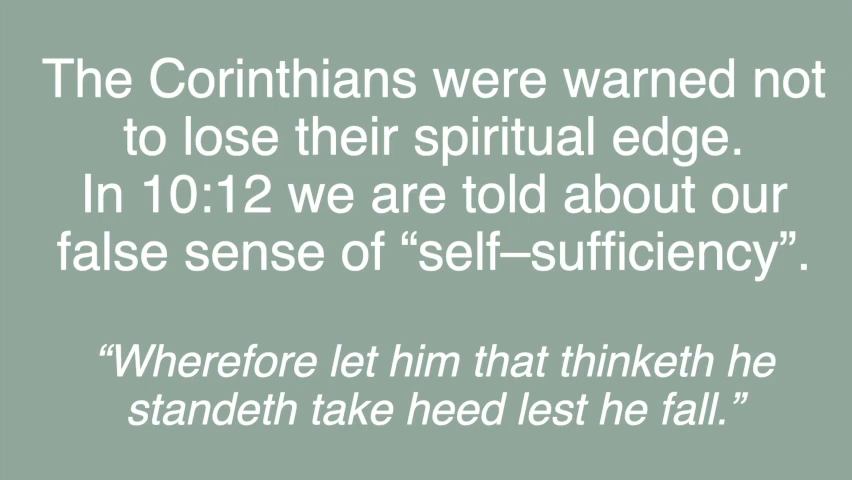 The Corinthians were warned not
to lose their spiritual edge.
In 10:12 we are told about our
false sense of “self–sufficiency”.
“Wherefore let him that thinketh he
standeth take heed lest he fall.”